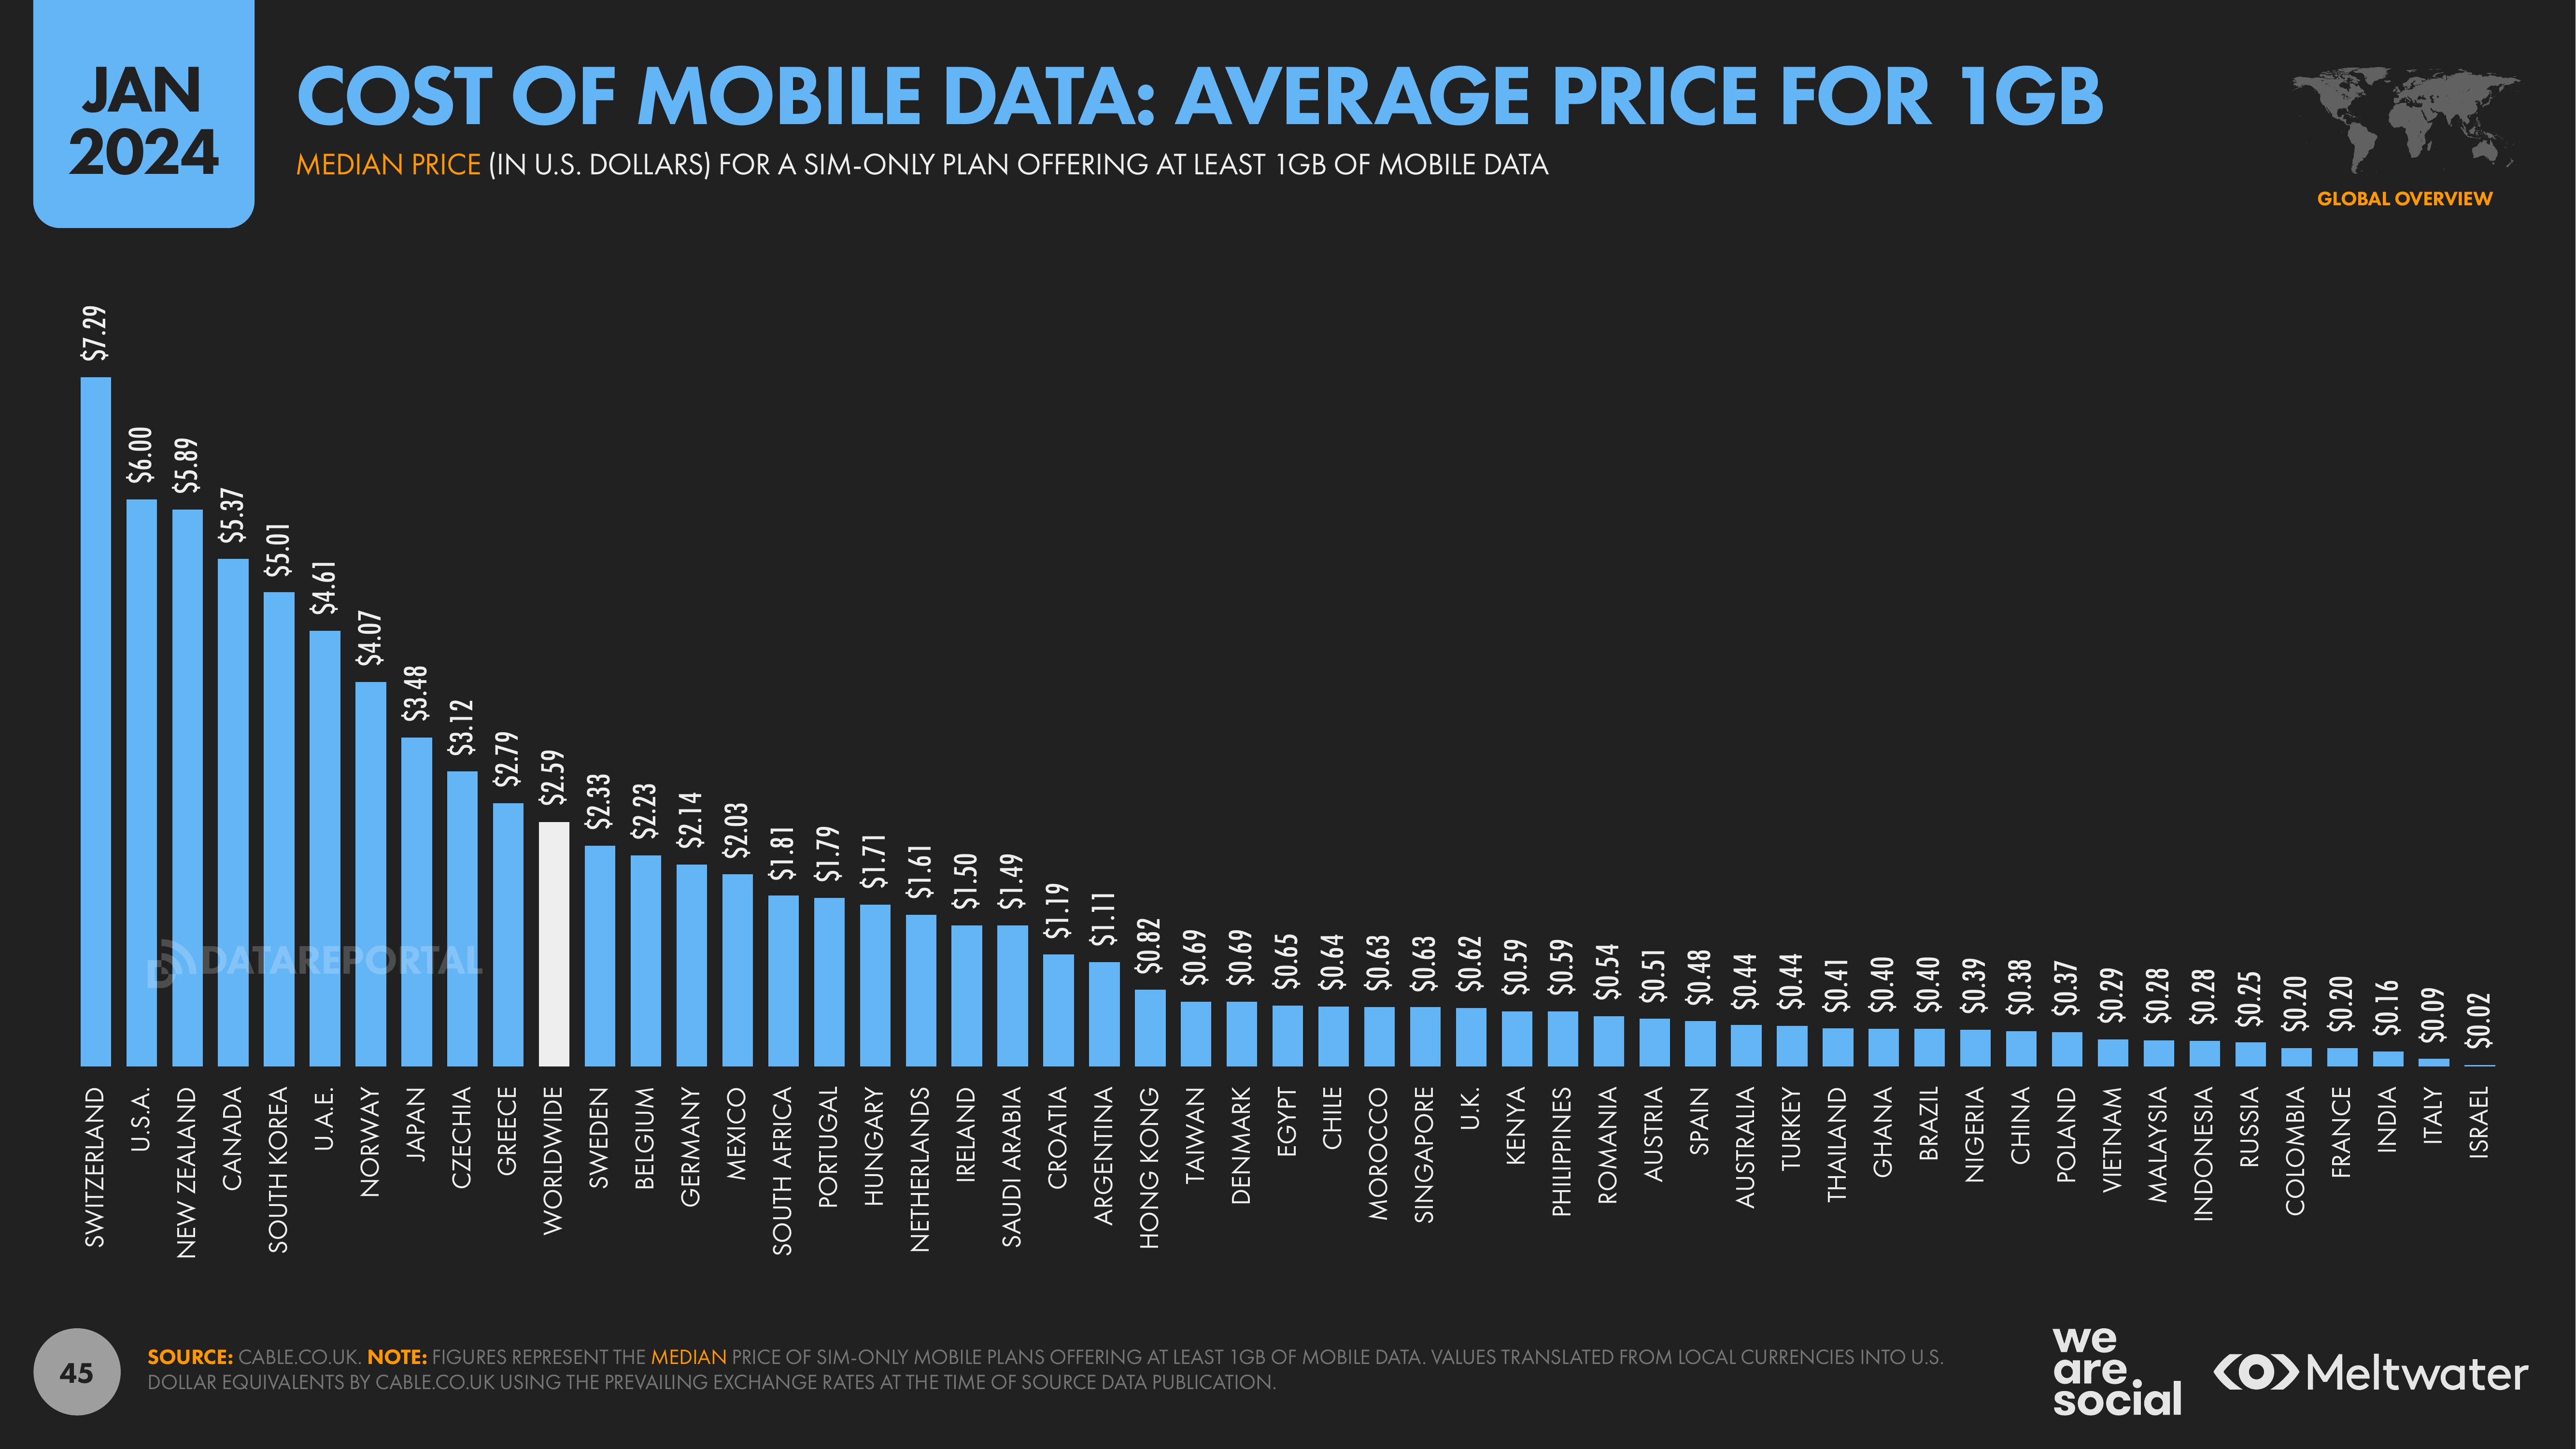 JAN
2024
COST OF MOBILE DATA: AVERAGE PRICE FOR 1GB
MEDIAN PRICE (IN U.S. DOLLARS) FOR A SIM-ONLY PLAN OFFERING AT LEAST 1GB OF MOBILE DATA
GLOBAL OVERVIEW
$7.29
$6.00
$5.89
$5.37
$5.01
$4.61
$4.07
$3.48
$3.12
$2.79
$2.59
$2.33
$2.23
$2.14
$2.03
$1.81
$1.79
$1.71
$1.61
$1.50
$1.49
$1.19
$1.11
$0.82
$0.69
$0.69
$0.65
$0.64
$0.63
$0.63
$0.62
$0.59
$0.59
$0.54
$0.51
$0.48
$0.44
$0.44
$0.41
$0.40
$0.40
$0.39
$0.38
$0.37
$0.29
$0.28
$0.28
$0.25
$0.20
$0.20
$0.16
$0.09
$0.02
DATAREPORTAL
SWITZERLAND
U.S.A.
NEW ZEALAND
CANADA
SOUTH KOREA
U.A.E.
NORWAY
JAPAN
CZECHIA
GREECE
WORLDWIDE
SWEDEN
BELGIUM
GERMANY
MEXICO
SOUTH AFRICA
PORTUGAL
HUNGARY
NETHERLANDS
IRELAND
SAUDI ARABIA
CROATIA
ARGENTINA
HONG KONG
TAIWAN
DENMARK
EGYPT
CHILE
MOROCCO
SINGAPORE
U.K.
KENYA
PHILIPPINES
ROMANIA
AUSTRIA
SPAIN
AUSTRALIA
TURKEY
THAILAND
GHANA
BRAZIL
NIGERIA
CHINA
POLAND
VIETNAM
MALAYSIA
INDONESIA
RUSSIA
COLOMBIA
FRANCE
INDIA
ITALY
ISRAEL
45
SOURCE: CABLE.CO.UK. NOTE: FIGURES REPRESENT THE MEDIAN PRICE OF SIM-ONLY MOBILE PLANS OFFERING AT LEAST 1GB OF MOBILE DATA. VALUES TRANSLATED FROM LOCAL CURRENCIES INTO U.S.
DOLLAR EQUIVALENTS BY CABLE.CO.UK USING THE PREVAILING EXCHANGE RATES AT THE TIME OF SOURCE DATA PUBLICATION.
we
are
social
Meltwater